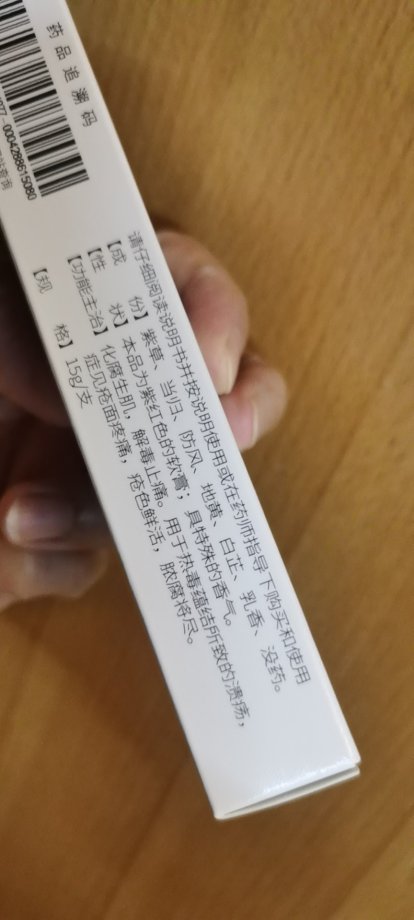 药品追溯码
0004288615080
请仔细阅读说明书并按说明使用或在药师指导下购买和使用
【成份】紫草、当归、防风、地黄、白芷、乳香、没药。
【性状】本品为紫红色的软膏；具特殊的香气。
【功能主治】化腐生肌，解毒止痛。用于热毒蕴结所致的溃疡，
症见疮面疼痛，疮色鲜活，脓腐将尽。
【规格】15g/支